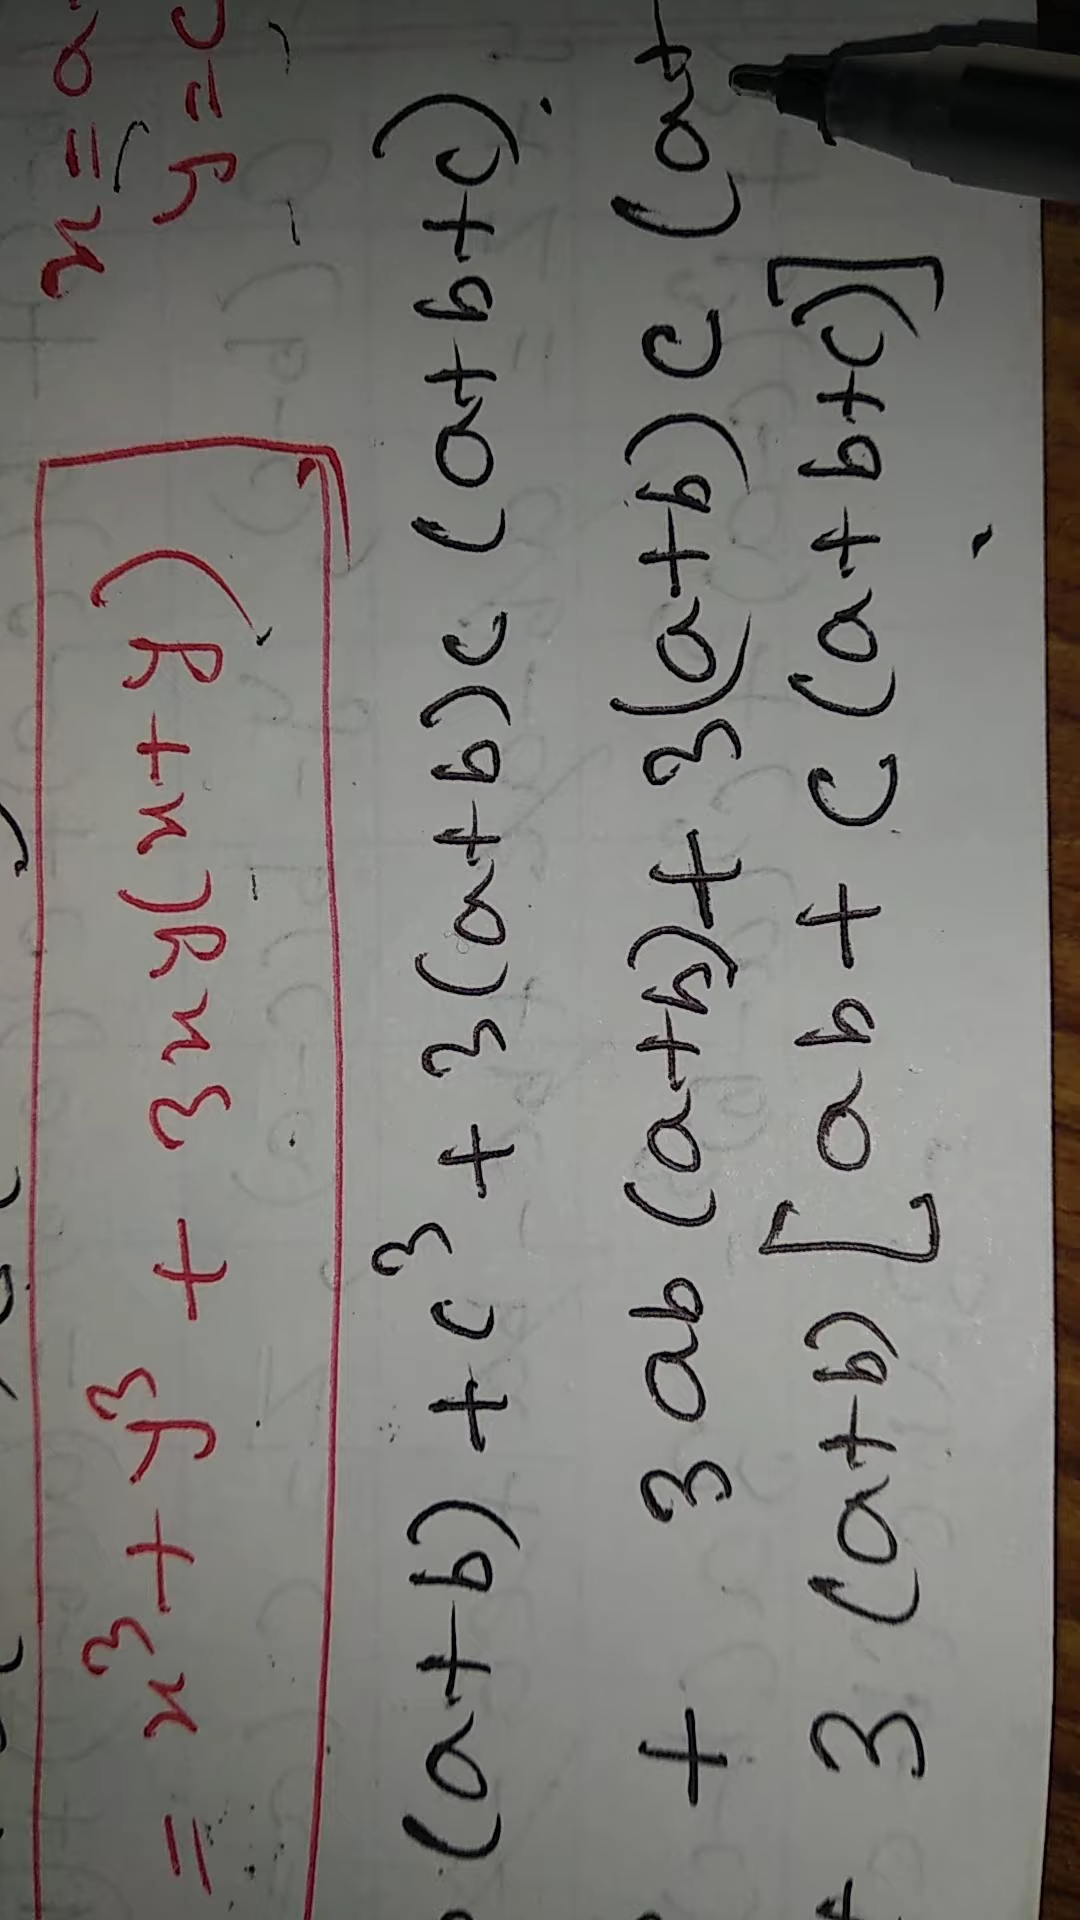 x = a
y = c
= x³ + y³ + 3xy(x+y)
(a+b) + c³ + 3(a+b)c (a+b+c)
+ 3ab(a+b) + 3(a+b)c (a+
+ 3(a+b) [ab + c(a+b+c)]